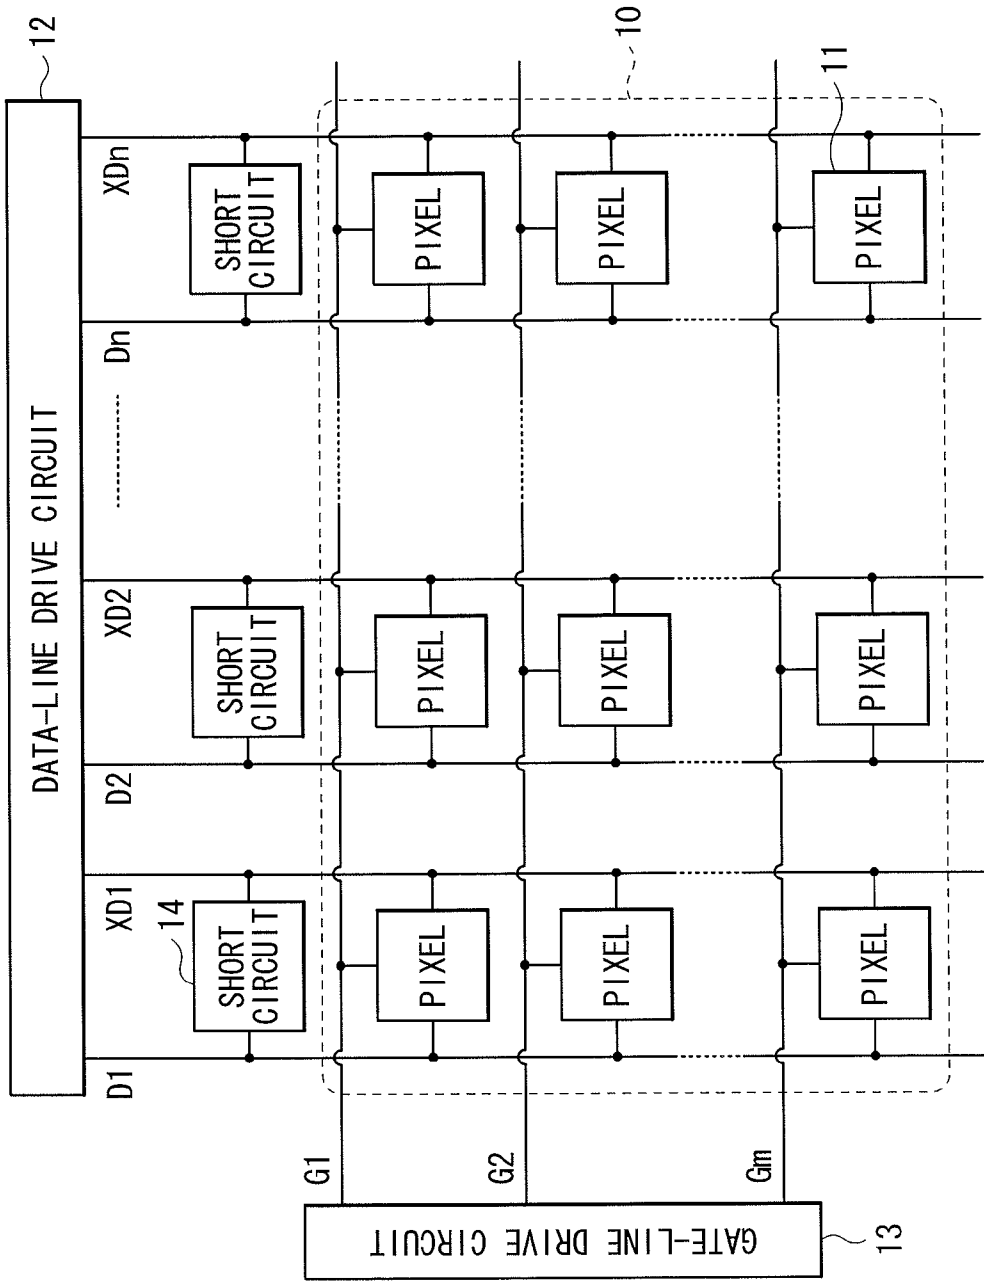 12
DATA-LINE DRIVE CIRCUIT
D1
XD1
D2
XD2
Dn
XDn
14
SHORT
CIRCUIT
SHORT
CIRCUIT
SHORT
CIRCUIT
10
G1
PIXEL
PIXEL
PIXEL
G2
PIXEL
PIXEL
PIXEL
11
Gm
PIXEL
PIXEL
PIXEL
GATE-LINE DRIVE CIRCUIT
13